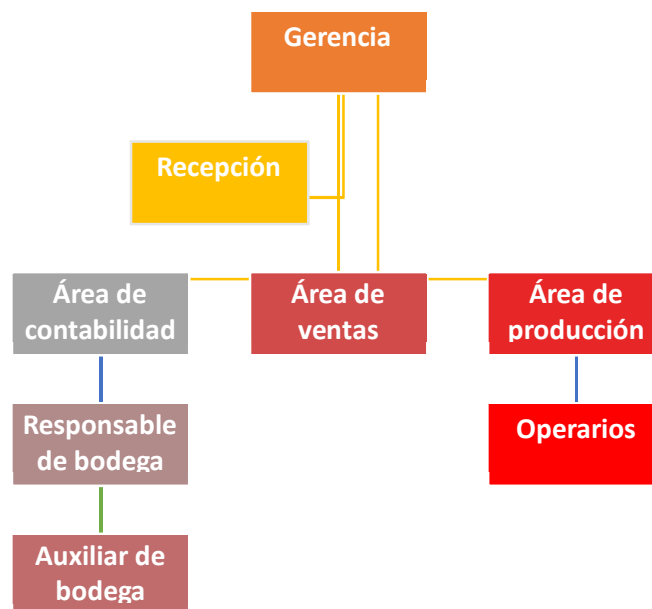 Gerencia
Recepción
Área de
contabilidad
Área de
ventas
Área de
producción
Responsable
de bodega
Operarios
Auxiliar de
bodega